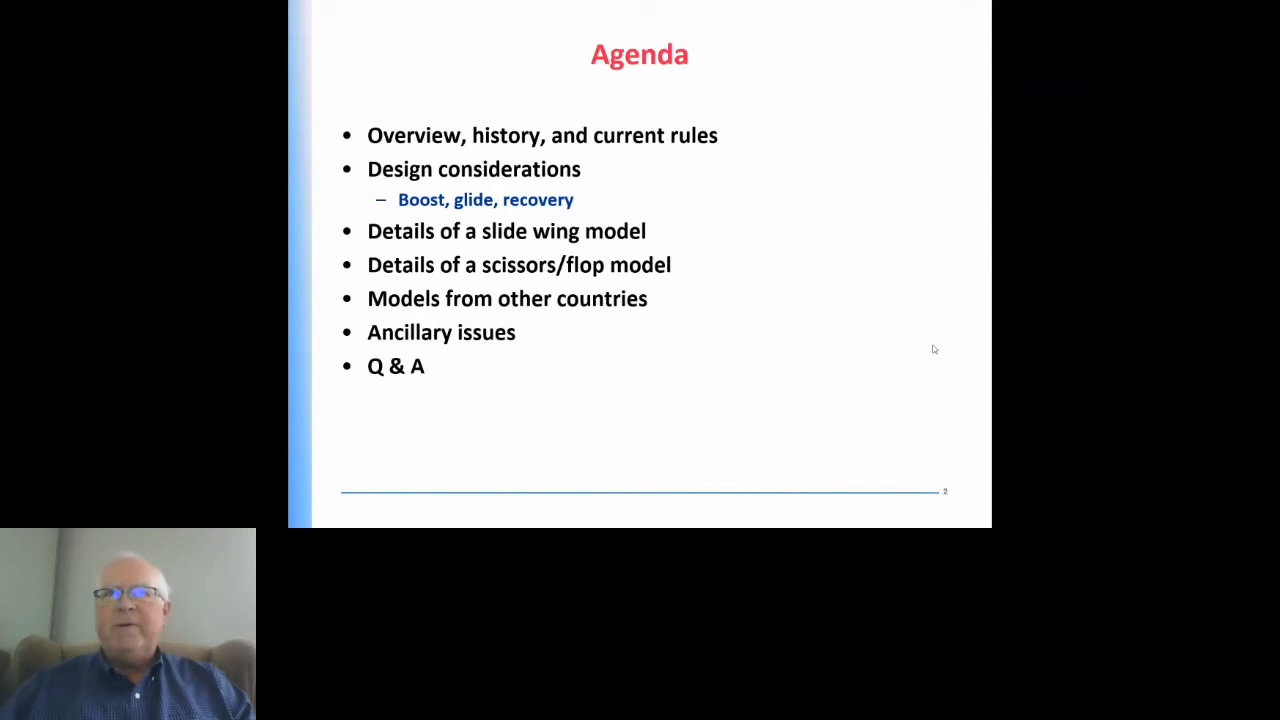 Agenda
• Overview, history, and current rules
• Design considerations
– Boost, glide, recovery
• Details of a slide wing model
• Details of a scissors/flop model
• Models from other countries
• Ancillary issues
• Q & A
2